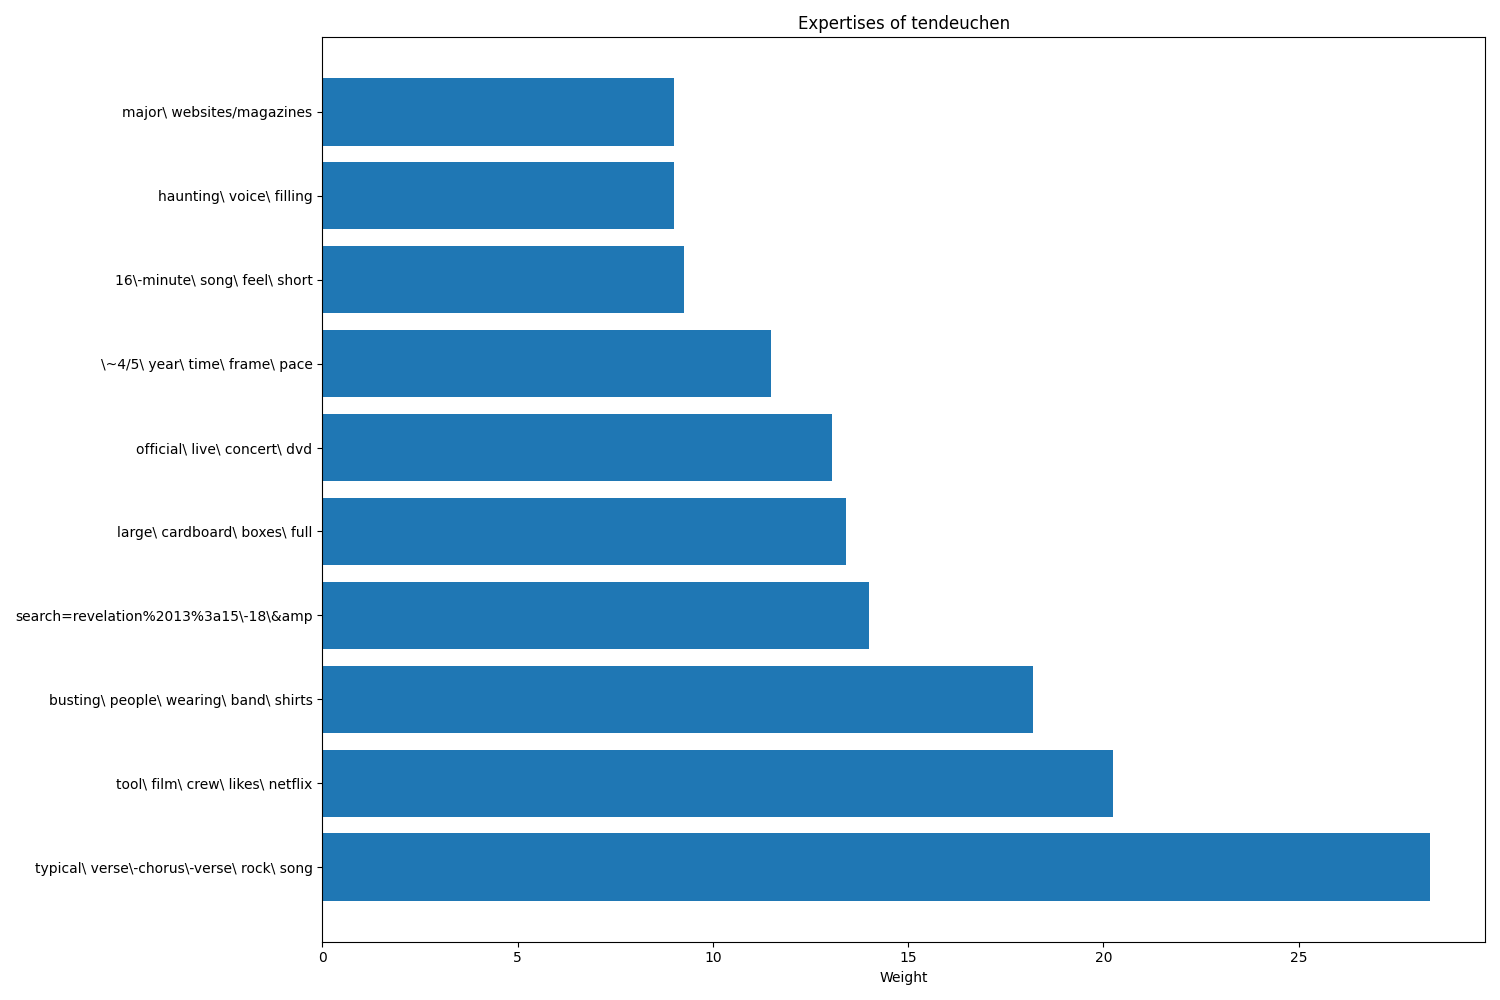 Expertises of tendeuchen
major\ websites/magazines
haunting\ voice\ filling
16\-minute\ song\ feel\ short
\~4/5\ year\ time\ frame\ pace
official\ live\ concert\ dvd
large\ cardboard\ boxes\ full
search=revelation%2013%3a15\-18\&amp
busting\ people\ wearing\ band\ shirts
tool\ film\ crew\ likes\ netflix
typical\ verse\-chorus\-verse\ rock\ song
0 5 10 15 20 25
Weight